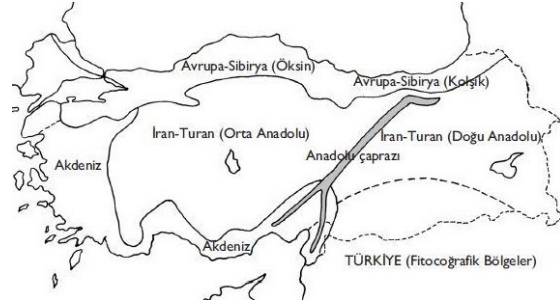 Avrupa-Sibirya (Öksin)
Avrupa-Sibirya (Kolşik)
İran-Turan (Orta Anadolu)
İran-Turan (Doğu Anadolu)
Anadolu çaprazı
Akdeniz
Akdeniz
TÜRKİYE (Fitocoğrafik Bölgeler)